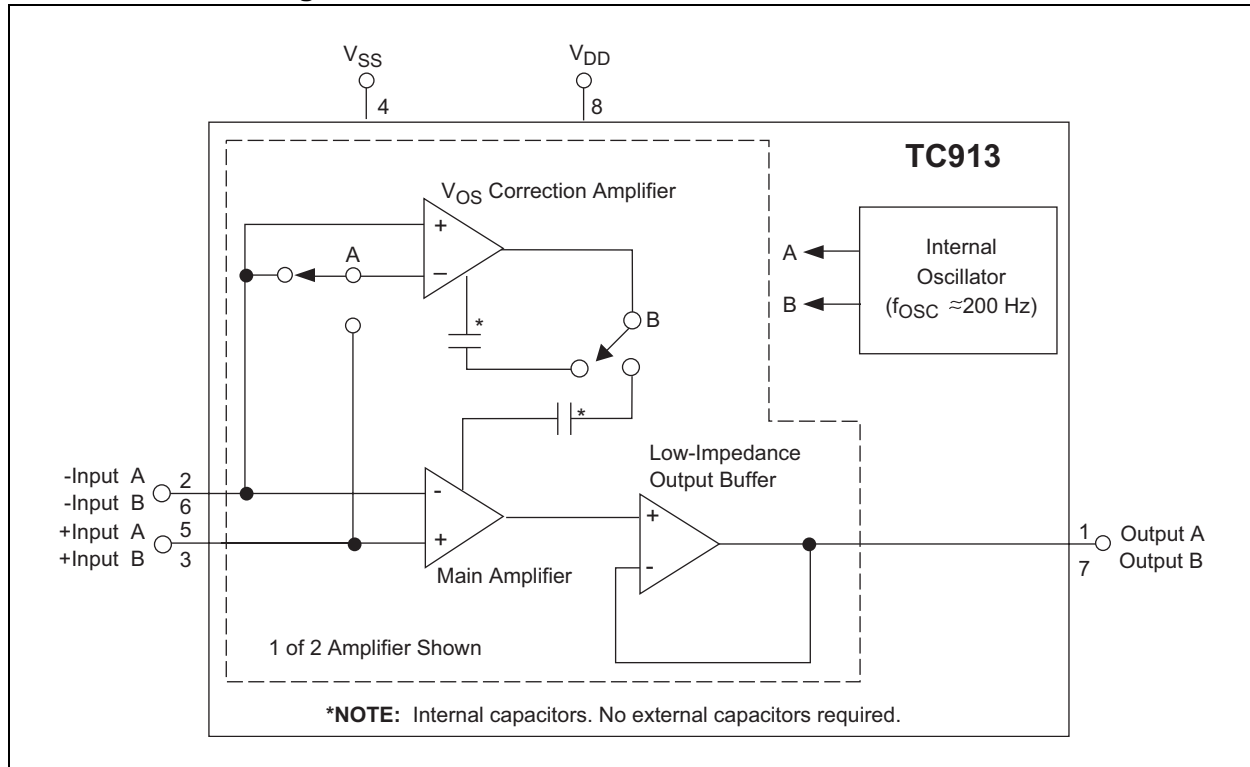 VSS
VDD
4
8
TC913
VOS Correction Amplifier
+
A
–
*
B
A
B
Internal
Oscillator
(fOSC ≈200 Hz)
*
Low-Impedance
Output Buffer
-Input A 2
-Input B 6
+Input A 5
+Input B 3
-
+
Main Amplifier
+
-
1 Output A
7 Output B
1 of 2 Amplifier Shown
*NOTE: Internal capacitors. No external capacitors required.